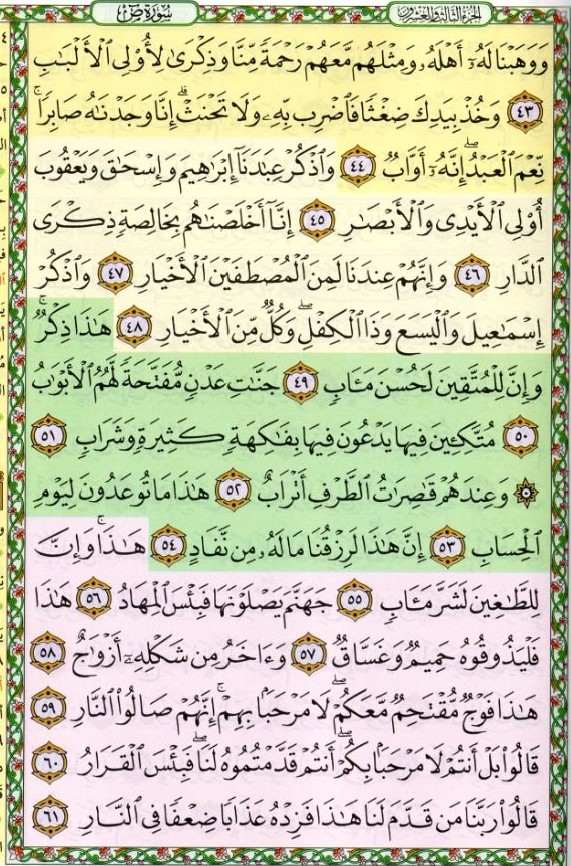 الجزء الثالث والعشرون
سُورَةُ صٓ
وَوَهَبْنَا لَهُۥٓ أَهْلَهُۥ وَمِثْلَهُم مَّعَهُمْ رَحْمَةً مِّنَّا وَذِكْرَىٰ لِأُو۟لِى ٱلْأَلْبَٰبِ
٤٣ وَخُذْ بِيَدِكَ ضِغْثًا فَٱضْرِب بِّهِۦ وَلَا تَحْنَثْ ۗ إِنَّا وَجَدْنَٰهُ صَابِرًا ۚ
نِّعْمَ ٱلْعَبْدُ ۖ إِنَّهُۥٓ أَوَّابٌ ٤٤ وَٱذْكُرْ عِبَٰدَنَآ إِبْرَٰهِيمَ وَإِسْحَٰقَ وَيَعْقُوبَ
أُو۟لِى ٱلْأَيْدِى وَٱلْأَبْصَٰرِ ٤٥ إِنَّآ أَخْلَصْنَٰهُم بِخَالِصَةٍ ذِكْرَى
ٱلدَّارِ ٤٦ وَإِنَّهُمْ عِندَنَا لَمِنَ ٱلْمُصْطَفَيْنَ ٱلْأَخْيَارِ ٤٧ وَٱذْكُرْ
إِسْمَٰعِيلَ وَٱلْيَسَعَ وَذَا ٱلْكِفْلِ ۖ وَكُلٌّ مِّنَ ٱلْأَخْيَارِ ٤٨ هَٰذَا ذِكْرٌ ۚ
وَإِنَّ لِلْمُتَّقِينَ لَحُسْنَ مَـَٔابٍ ٤٩ جَنَّٰتِ عَدْنٍ مُّفَتَّحَةً لَّهُمُ ٱلْأَبْوَٰبُ
٥٠ مُتَّكِـِٔينَ فِيهَا يَدْعُونَ فِيهَا بِفَٰكِهَةٍ كَثِيرَةٍ وَشَرَابٍ ٥١
۞ وَعِندَهُمْ قَٰصِرَٰتُ ٱلطَّرْفِ أَتْرَابٌ ٥٢ هَٰذَا مَا تُوعَدُونَ لِيَوْمِ
ٱلْحِسَابِ ٥٣ إِنَّ هَٰذَا لَرِزْقُنَا مَا لَهُۥ مِن نَّفَادٍ ٥٤ هَٰذَا ۚ وَإِنَّ
لِلطَّٰغِينَ لَشَرَّ مَـَٔابٍ ٥٥ جَهَنَّمَ يَصْلَوْنَهَا فَبِئْسَ ٱلْمِهَادُ ٥٦ هَٰذَا
فَلْيَذُوقُوهُ حَمِيمٌ وَغَسَّاقٌ ٥٧ وَءَاخَرُ مِن شَكْلِهِۦٓ أَزْوَٰجٌ ٥٨
هَٰذَا فَوْجٌ مُّقْتَحِمٌ مَّعَكُمْ ۖ لَا مَرْحَبًۢا بِهِمْ ۚ إِنَّهُمْ صَالُوا۟ ٱلنَّارِ ٥٩
قَالُوا۟ بَلْ أَنتُمْ لَا مَرْحَبًۢا بِكُمْ ۖ أَنتُمْ قَدَّمْتُمُوهُ لَنَا ۖ فَبِئْسَ ٱلْقَرَارُ ٦٠
قَالُوا۟ رَبَّنَا مَن قَدَّمَ لَنَا هَٰذَا فَزِدْهُ عَذَابًا ضِعْفًا فِى ٱلنَّارِ ٦١